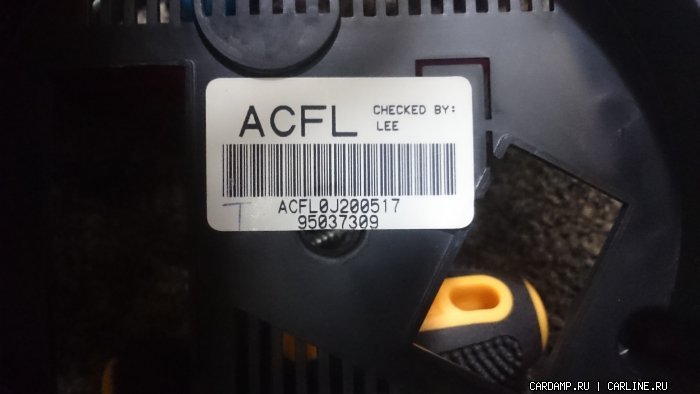 ACFL
CHECKED BY:
LEE
ACFL0J200517
T
95037309
CARDAMP.RU | CARLINE.RU